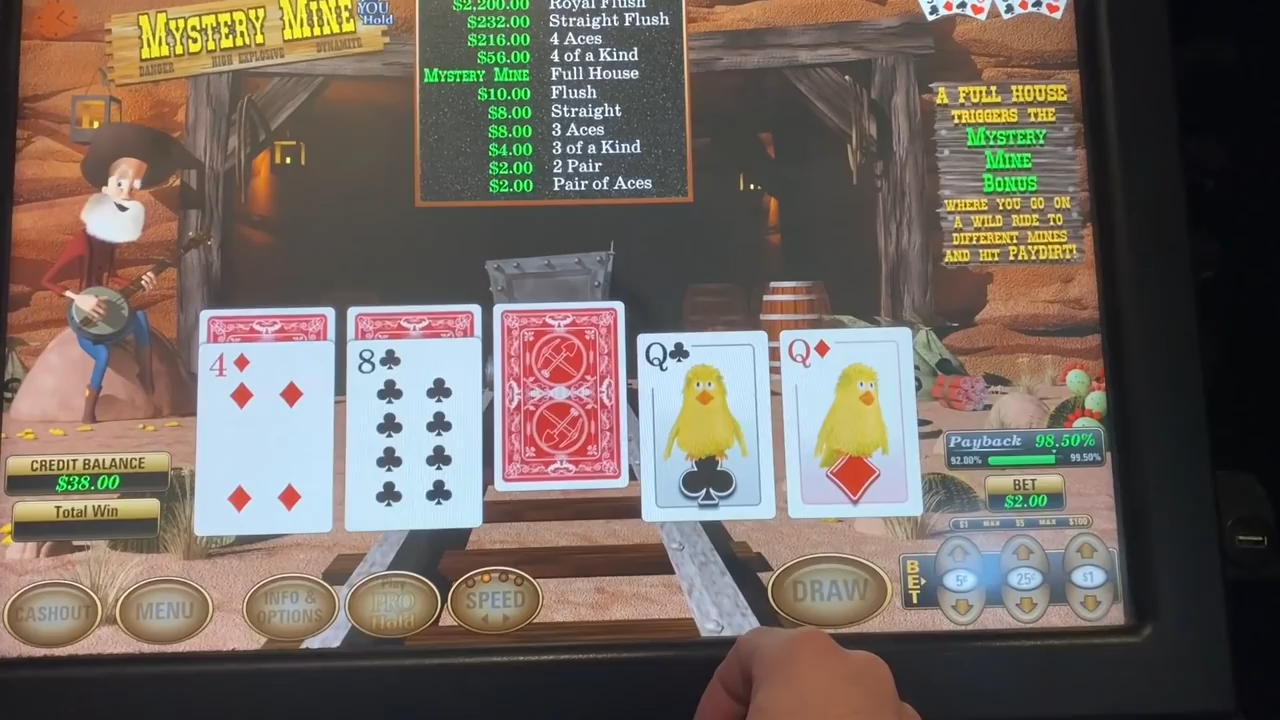 MYSTERY MINE
DANGER HIGH EXPLOSIVE DYNAMITE
YOU
Hold
$2,200.00 Royal Flush
$232.00 Straight Flush
$216.00 4 Aces
$56.00 4 of a Kind
MYSTERY MINE Full House
$10.00 Flush
$8.00 Straight
$8.00 3 Aces
$4.00 3 of a Kind
$2.00 2 Pair
$2.00 Pair of Aces
A FULL HOUSE
TRIGGERS THE
MYSTERY
MINE
BONUS
WHERE YOU GO ON
A WILD RIDE TO
DIFFERENT MINES
AND HIT PAYDIRT!
4
8
Q
Q
CREDIT BALANCE
$38.00
Total Win
Payback 98.50%
92.00% 99.50%
BET
$2.00
$1 MAX $5 MAX $100
BET
5¢ 25¢ $1
CASHOUT
MENU
INFO &
OPTIONS
Play
PRO
Hold
SPEED
DRAW